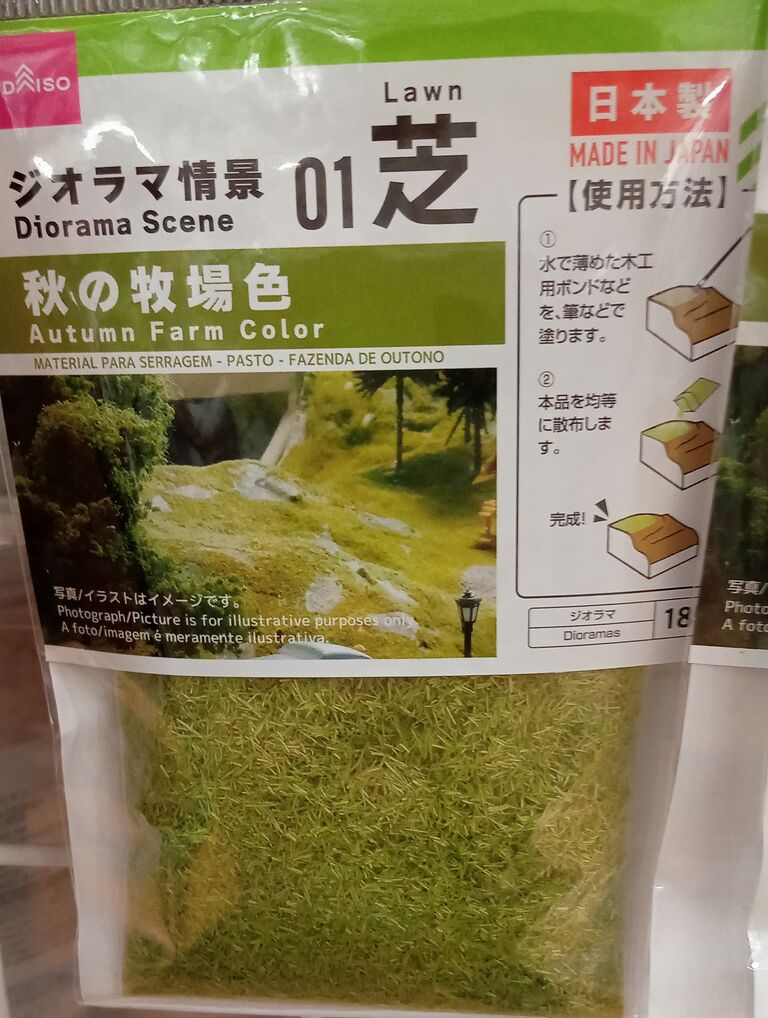 DAISO
Lawn
ジオラマ情景 01 芝
Diorama Scene
秋の牧場色
Autumn Farm Color
MATERIAL PARA SERRAGEM - PASTO - FAZENDA DE OUTONO
写真/イラストはイメージです。
Photograph/Picture is for illustrative purposes only.
A foto/imagem é meramente ilustrativa.
日本製
MADE IN JAPAN
【使用方法】
①
水で薄めた木工
用ボンドなど
を、筆などで
塗ります。
②
本品を均等
に散布しま
す。
完成!
ジオラマ
Dioramas
18
写真/
Photo
A foto